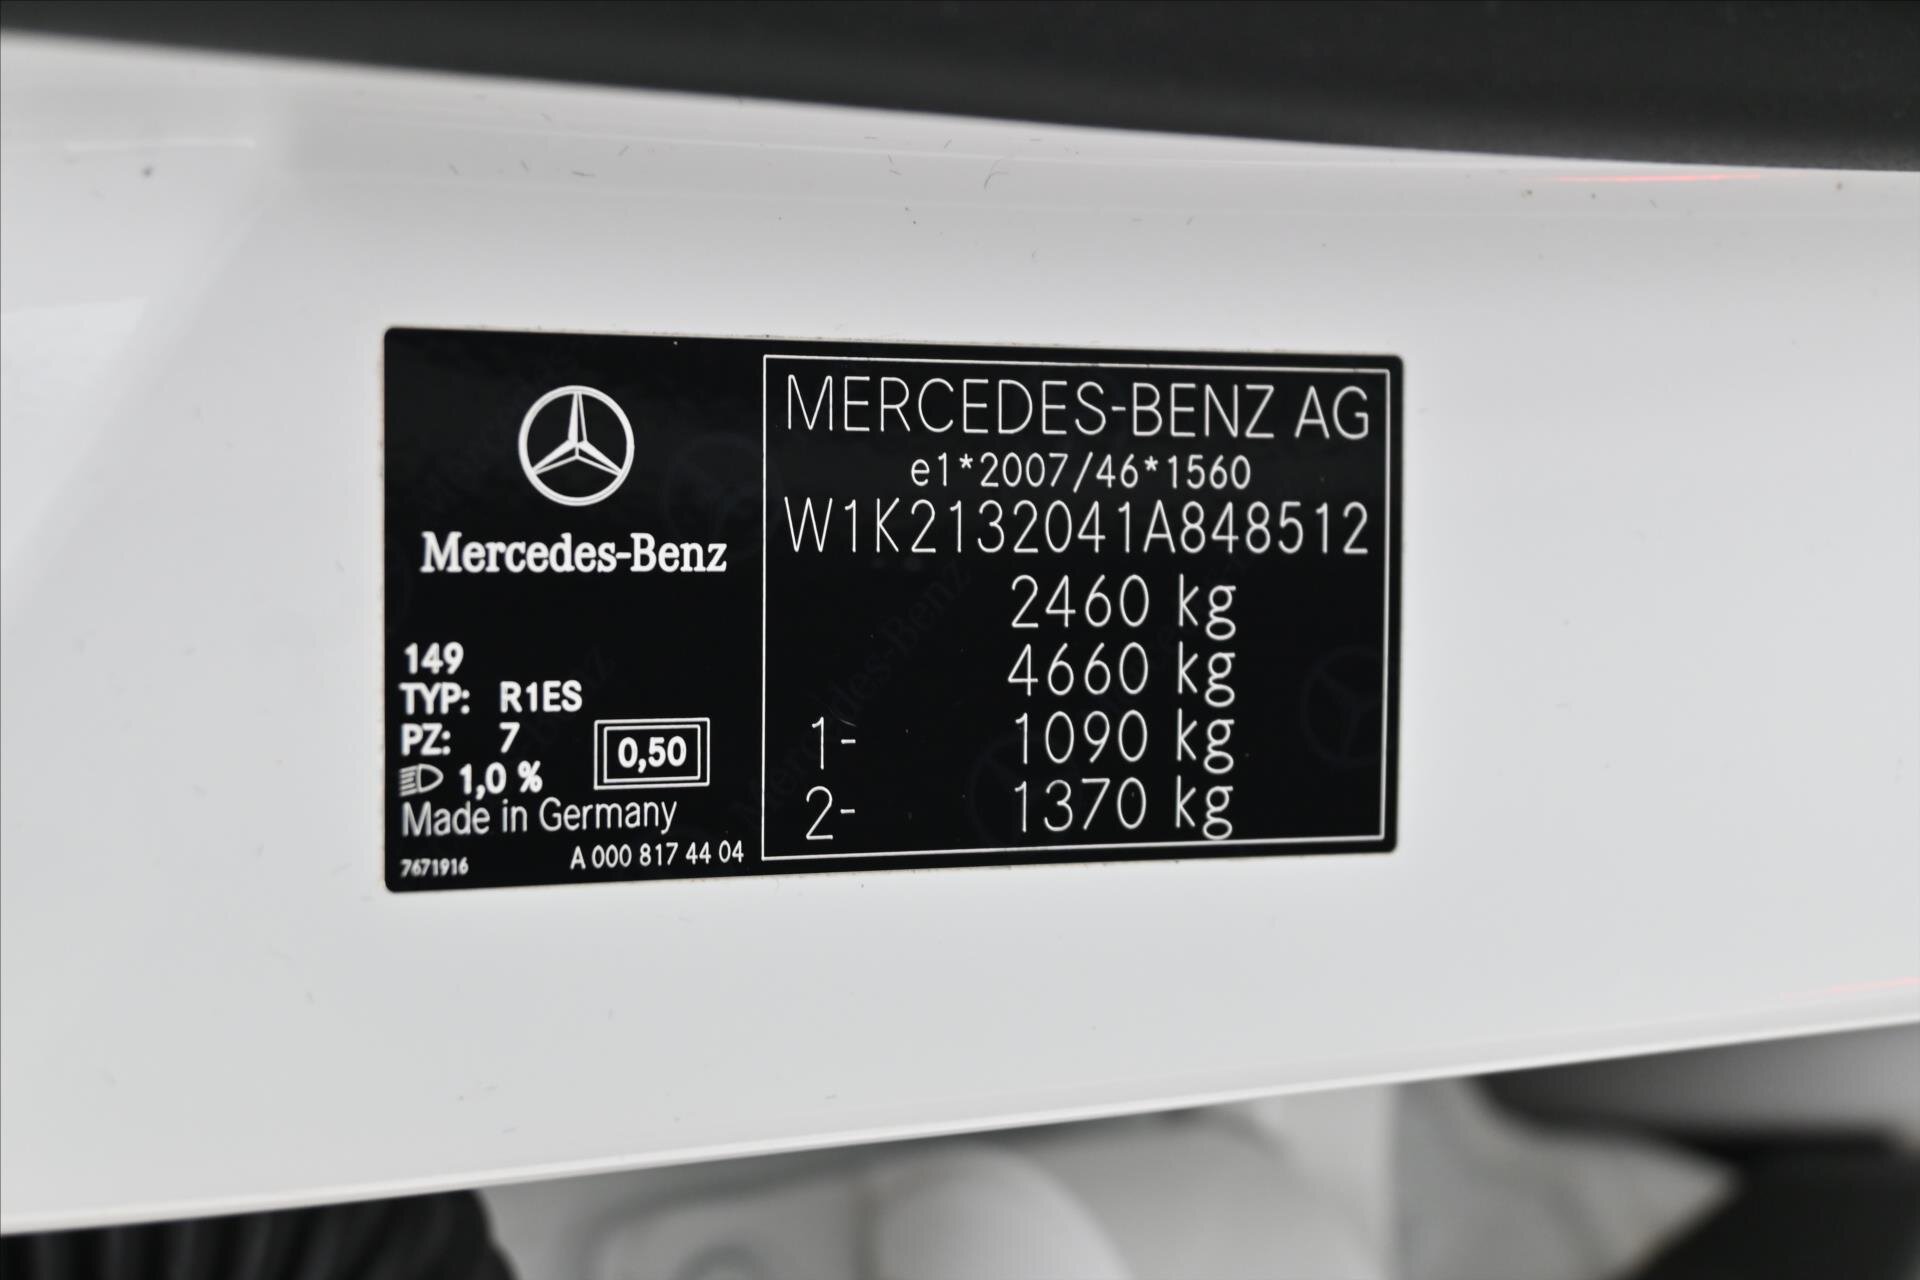 Mercedes-Benz
149
TYP: R1ES
PZ: 7
1,0 %
0,50
Made in Germany
7671916
A 000 817 44 04
MERCEDES-BENZ AG
e1*2007/46*1560
W1K2132041A848512
2460 kg
4660 kg
1- 1090 kg
2- 1370 kg